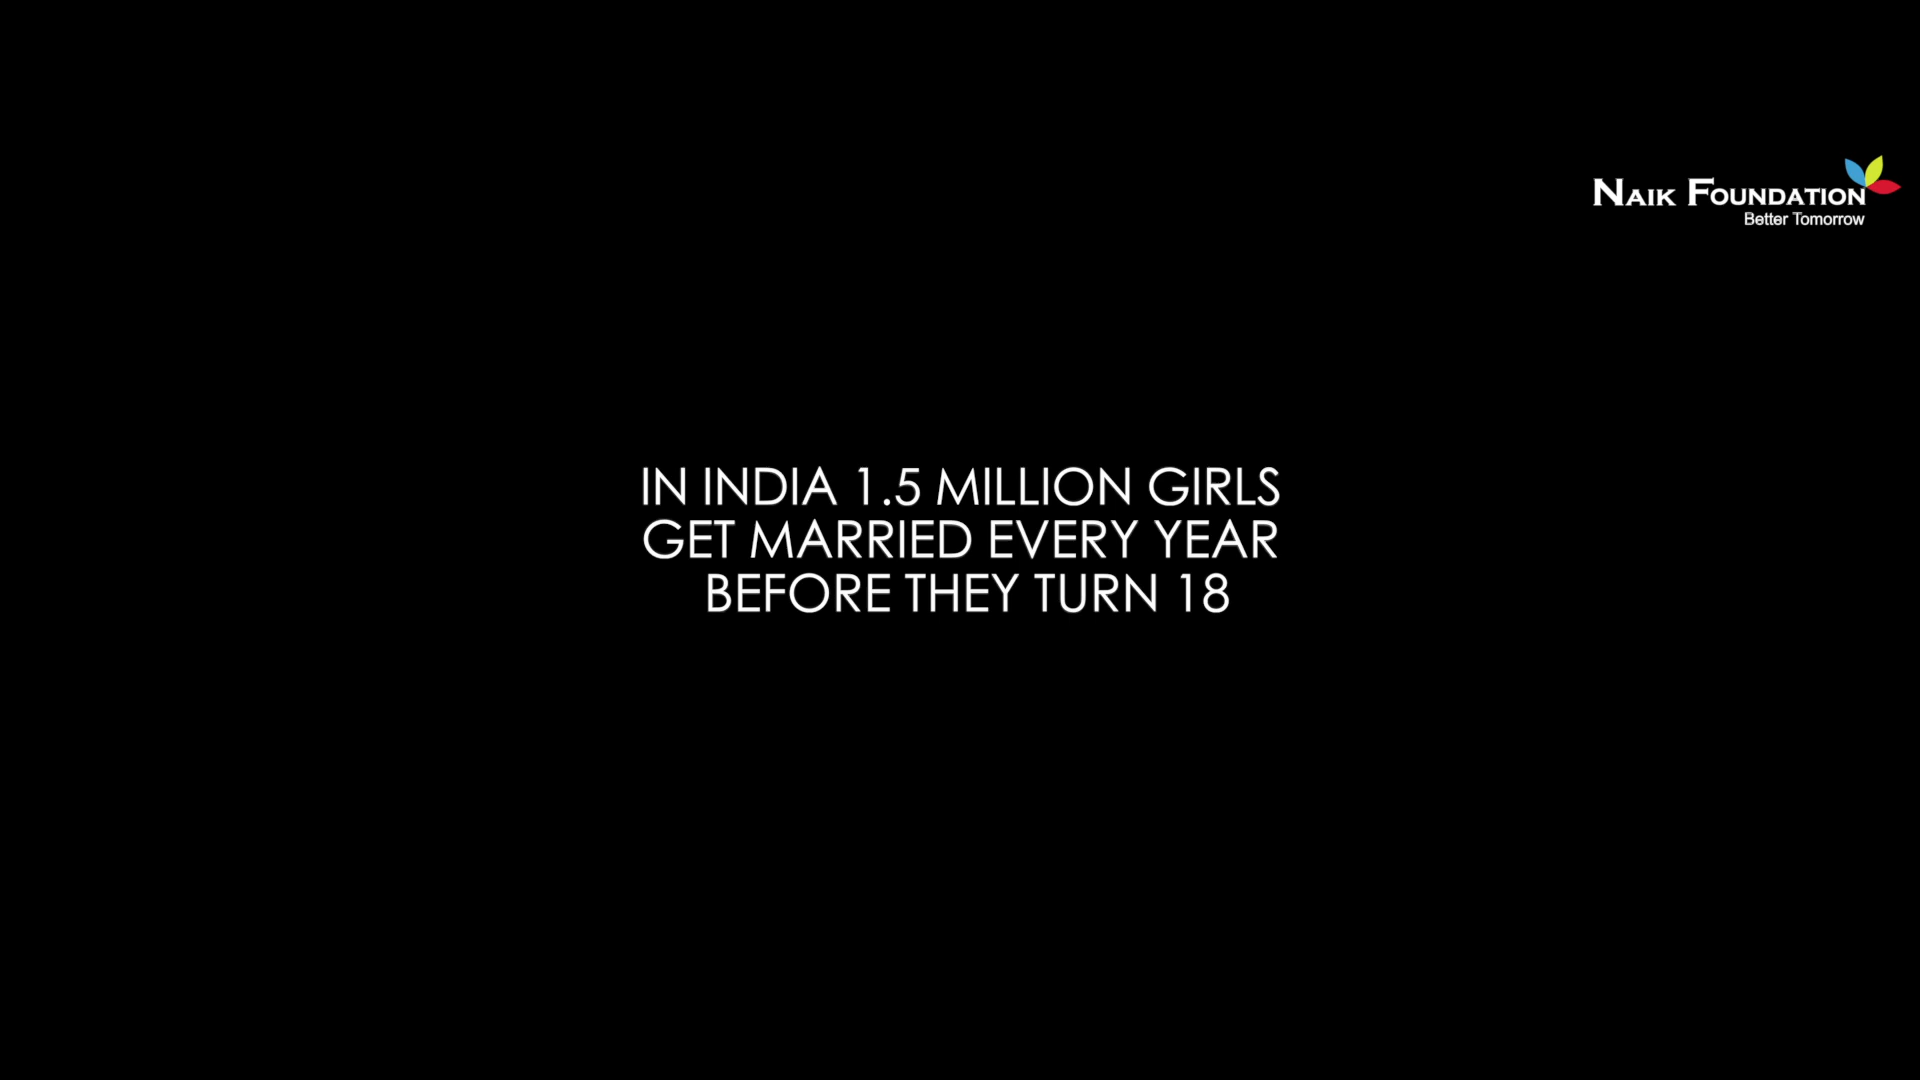 NAIK FOUNDATION
Better Tomorrow
IN INDIA 1.5 MILLION GIRLS
GET MARRIED EVERY YEAR
BEFORE THEY TURN 18